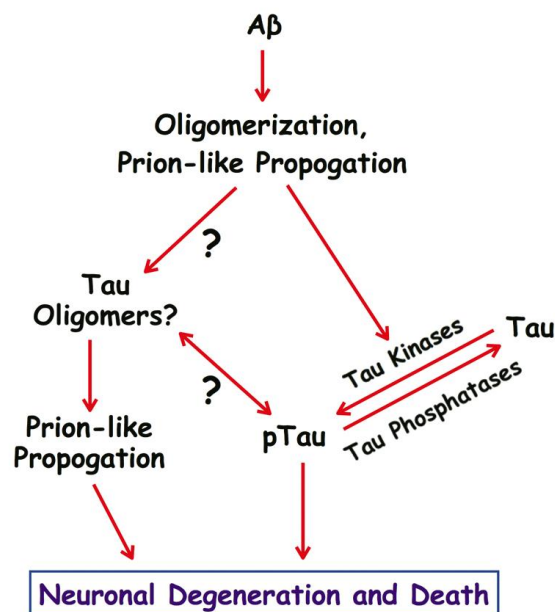 Aβ
Oligomerization,
Prion-like Propogation
?
Tau
Oligomers?
Tau Kinases
Tau
Tau Phosphatases
?
pTau
Prion-like
Propogation
Neuronal Degeneration and Death